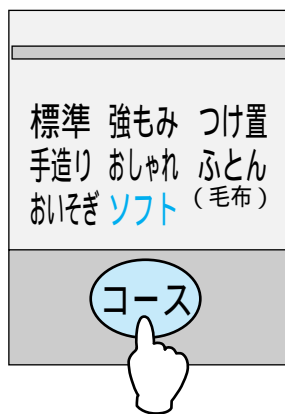 標準 強もみ つけ置
手造り おしゃれ ふとん
おいそぎ ソフト (毛布)
コース